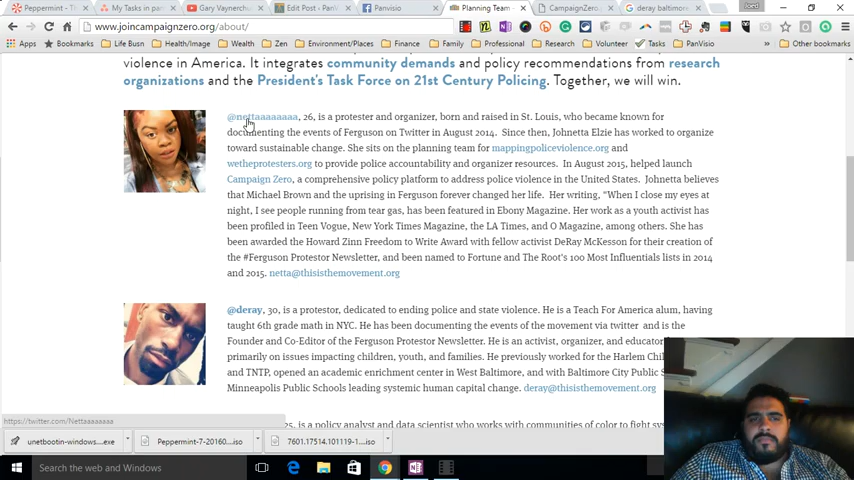 Joed
Peppermint - T
My Tasks in pan
Gary Vaynerchuk
Edit Post ‹ PanV
Panvisio
Planning Team -
CampaignZero.
deray baltimore
www.joincampaignzero.org/about/
Apps
Bookmarks
Life Busn
Health/Image
Wealth
Zen
Environment/Places
Finance
Family
Professional
Research
Volunteer
Tasks
PanVisio
Other bookmarks
violence in America. It integrates community demands and policy recommendations from research
organizations and the President's Task Force on 21st Century Policing. Together, we will win.
@nettaaaaaaaa, 26, is a protester and organizer, born and raised in St. Louis, who became known for
documenting the events of Ferguson on Twitter in August 2014. Since then, Johnetta Elzie has worked to organize
toward sustainable change. She sits on the planning team for mappingpoliceviolence.org and
wetheprotesters.org to provide police accountability and organizer resources. In August 2015, helped launch
Campaign Zero, a comprehensive policy platform to address police violence in the United States. Johnetta believes
that Michael Brown and the uprising in Ferguson forever changed her life. Her writing, "When I close my eyes at
night, I see people running from tear gas, has been featured in Ebony Magazine. Her work as a youth activist has
been profiled in Teen Vogue, New York Times Magazine, the LA Times, and O Magazine, among others. She has
been awarded the Howard Zinn Freedom to Write Award with fellow activist DeRay McKesson for their creation of
the #Ferguson Protestor Newsletter, and been named to Fortune and The Root's 100 Most Influentials lists in 2014
and 2015. netta@thisisthemovement.org
@deray, 30, is a protestor, dedicated to ending police and state violence. He is a Teach For America alum, having
taught 6th grade math in NYC. He has been documenting the events of the movement via twitter and is the
Founder and Co-Editor of the Ferguson Protestor Newsletter. He is an activist, organizer, and educator
primarily on issues impacting children, youth, and families. He previously worked for the Harlem Chi
and TNTP, opened an academic enrichment center in West Baltimore, and with Baltimore City Public S
Minneapolis Public Schools leading systemic human capital change. deray@thisisthemovement.org
25, is a policy analyst and data scientist who works with communities of color to fight sys
https://twitter.com/Nettaaaaaaaa
unetbootin-windows....exe
Peppermint-7-20160....iso
7601.17514.101119-1....iso
Search the web and Windows